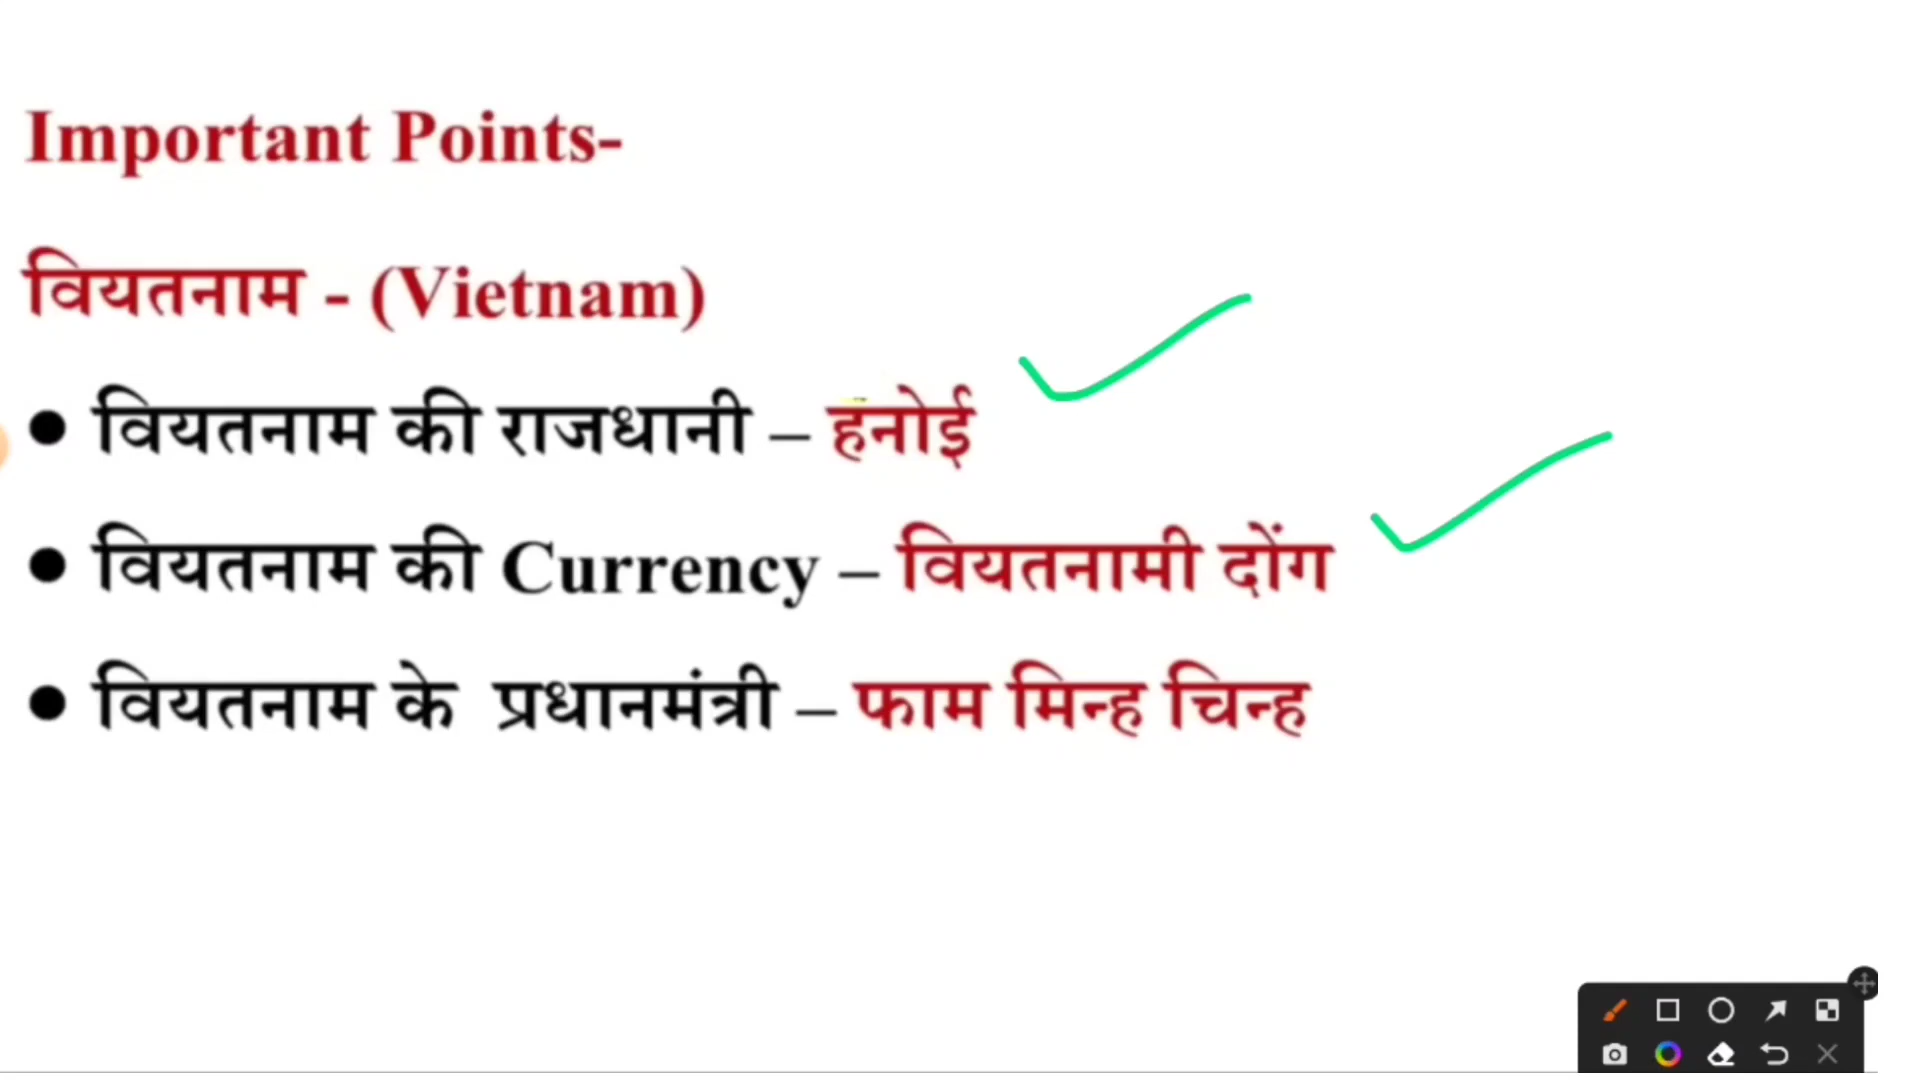 Important Points-
वियतनाम - (Vietnam)
● वियतनाम की राजधानी – हनोई
● वियतनाम की Currency – वियतनामी दोंग
● वियतनाम के प्रधानमंत्री – फाम मिन्ह चिन्ह